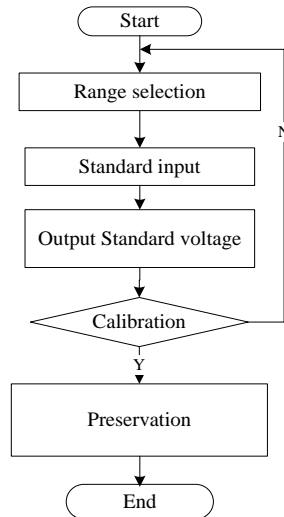 Start
Range selection
N
Standard input
Output Standard voltage
Calibration
Y
Preservation
End